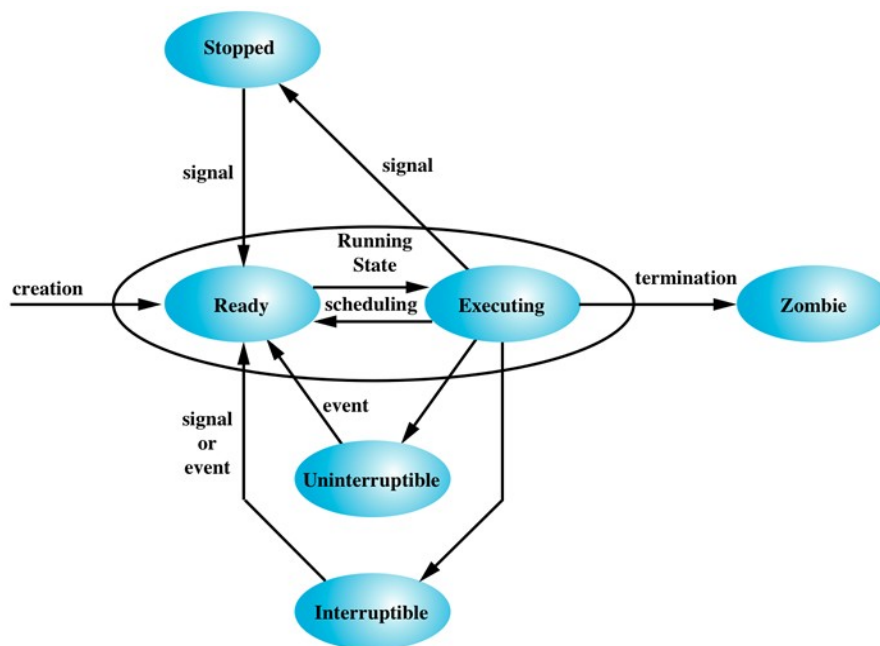 Stopped
signal
signal
Running
State
creation
Ready
scheduling
Executing
termination
Zombie
event
signal
or
event
Uninterruptible
Interruptible